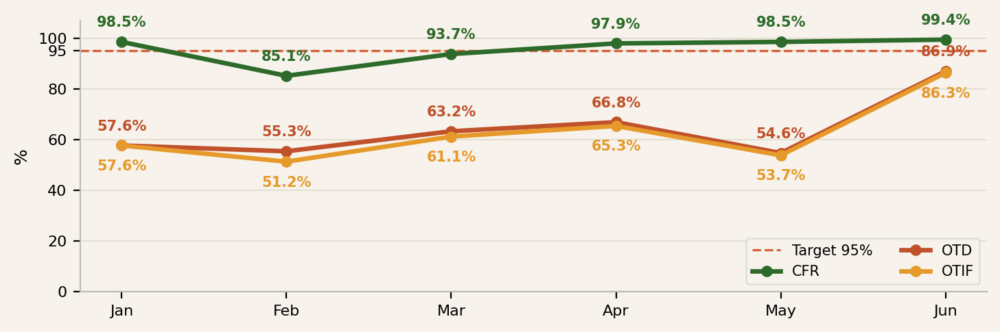 98.5%
85.1%
93.7%
97.9%
98.5%
99.4%
57.6%
55.3%
63.2%
66.8%
54.6%
86.9%
57.6%
51.2%
61.1%
65.3%
53.7%
86.3%
%
100
95
80
60
40
20
0
Jan
Feb
Mar
Apr
May
Jun
Target 95%
CFR
OTD
OTIF